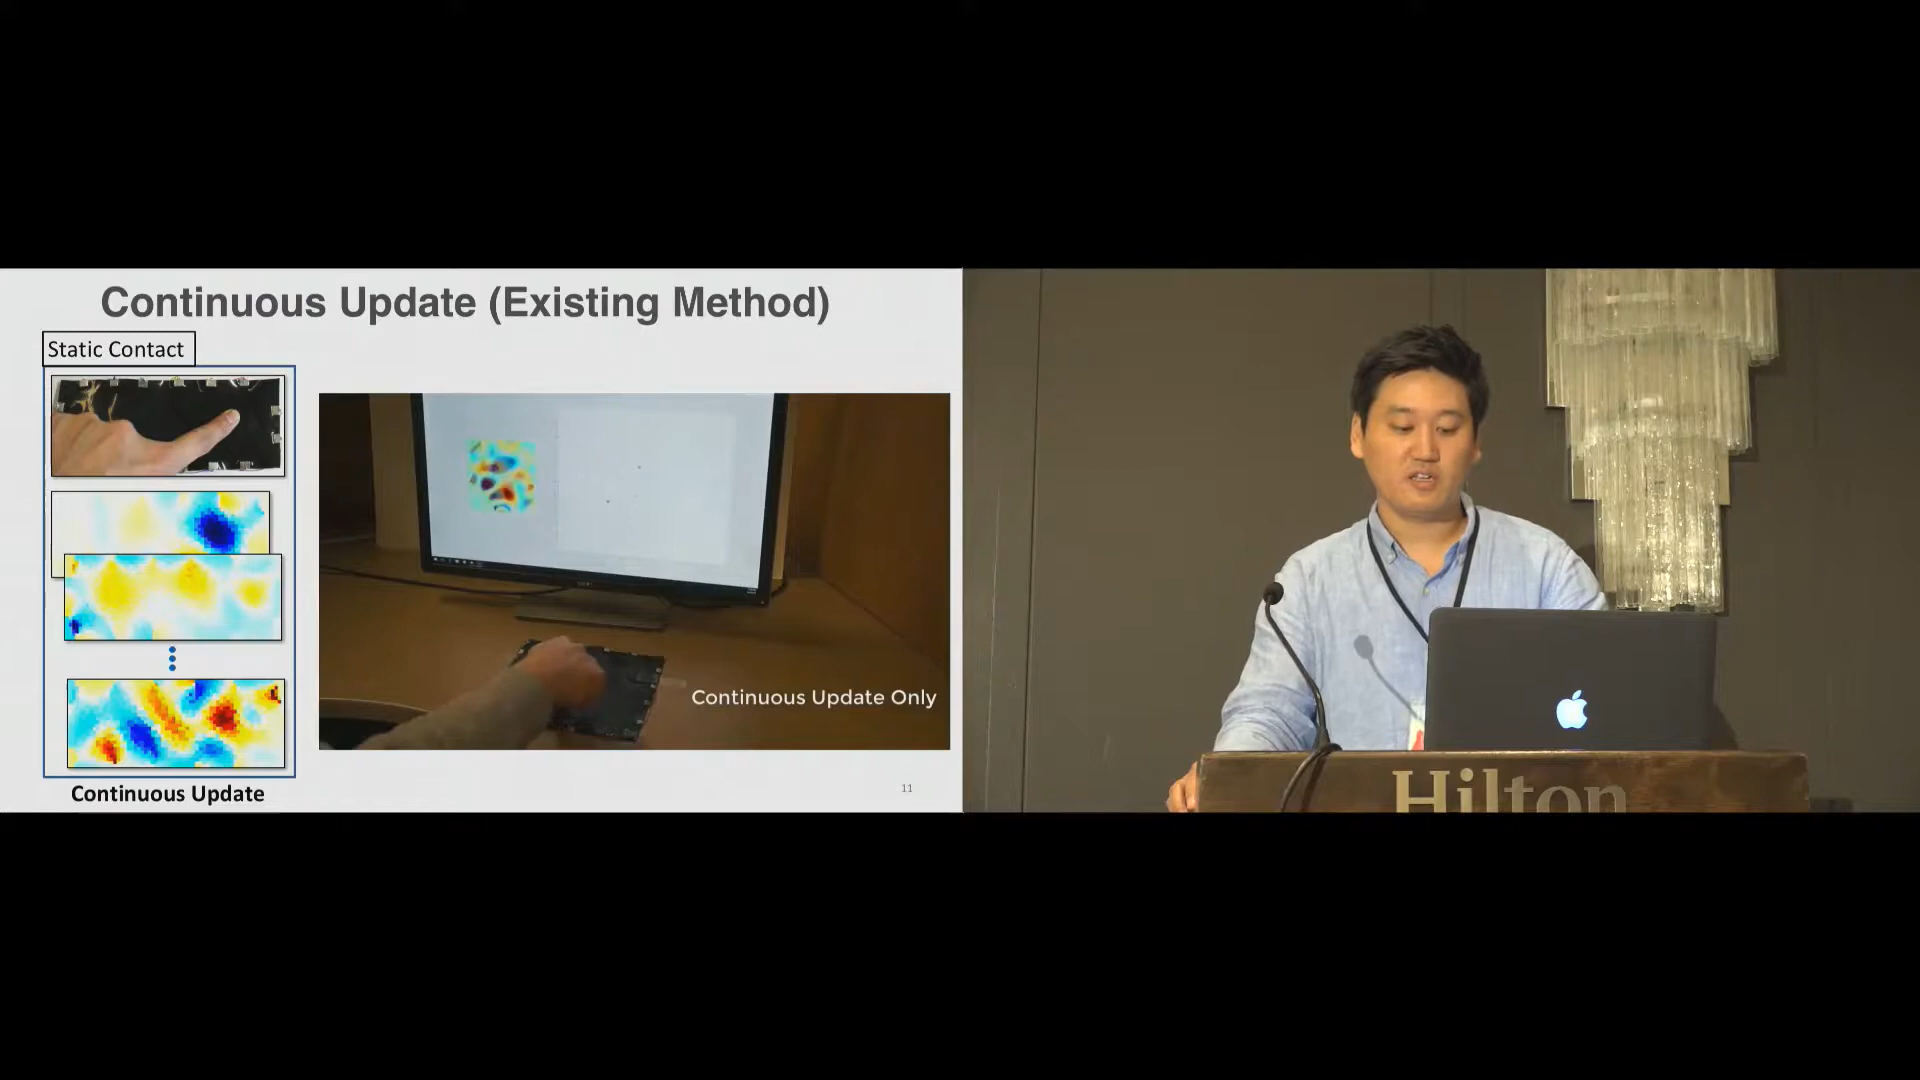 Continuous Update (Existing Method)
Static Contact
Continuous Update Only
Continuous Update
11
Hilton